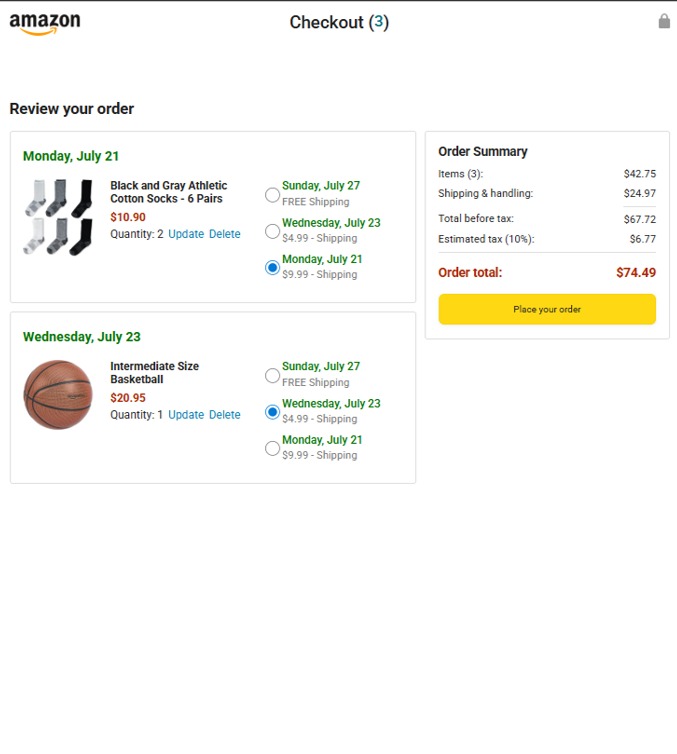 amazon
Checkout (3)
Review your order
Monday, July 21
Black and Gray Athletic
Cotton Socks - 6 Pairs
$10.90
Quantity: 2 Update Delete
Sunday, July 27
FREE Shipping
Wednesday, July 23
$4.99 - Shipping
Monday, July 21
$9.99 - Shipping
Wednesday, July 23
Intermediate Size
Basketball
$20.95
Quantity: 1 Update Delete
Sunday, July 27
FREE Shipping
Wednesday, July 23
$4.99 - Shipping
Monday, July 21
$9.99 - Shipping
Order Summary
Items (3): $42.75
Shipping & handling: $24.97
Total before tax: $67.72
Estimated tax (10%): $6.77
Order total: $74.49
Place your order